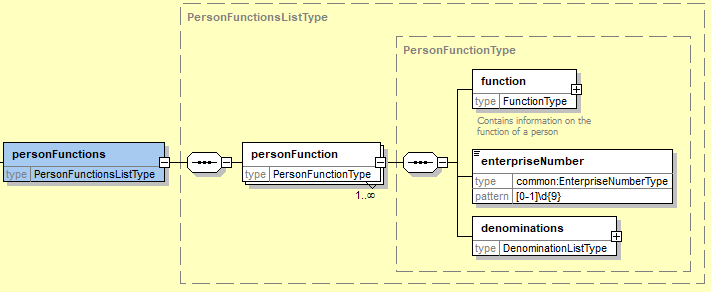 PersonFunctionsListType
PersonFunctionType
function
type FunctionType
Contains information on the
function of a person
personFunctions
type PersonFunctionsListType
personFunction
type PersonFunctionType
1..∞
enterpriseNumber
type common:EnterpriseNumberType
pattern [0-1]\d{9}
denominations
type DenominationListType